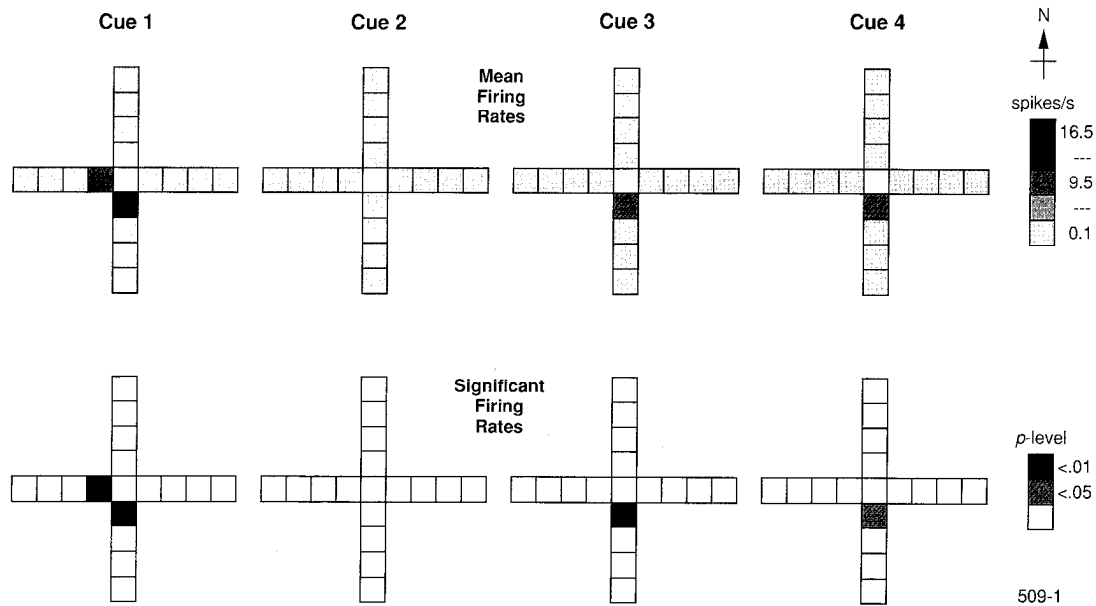 Cue 1
Cue 2
Cue 3
Cue 4
N
Mean
Firing
Rates
spikes/s
16.5
---
9.5
---
0.1
Significant
Firing
Rates
p-level
<.01
<.05
509-1